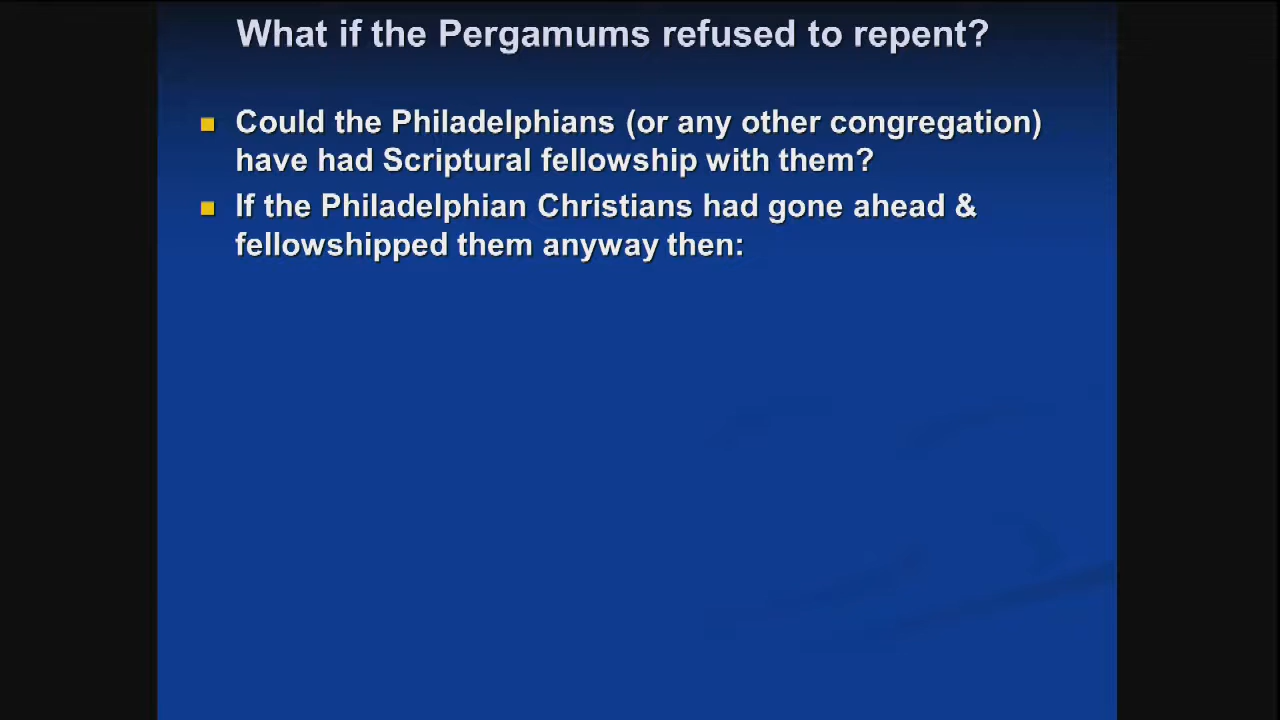 What if the Pergamums refused to repent?
Could the Philadelphians (or any other congregation)
have had Scriptural fellowship with them?
If the Philadelphian Christians had gone ahead &
fellowshipped them anyway then: